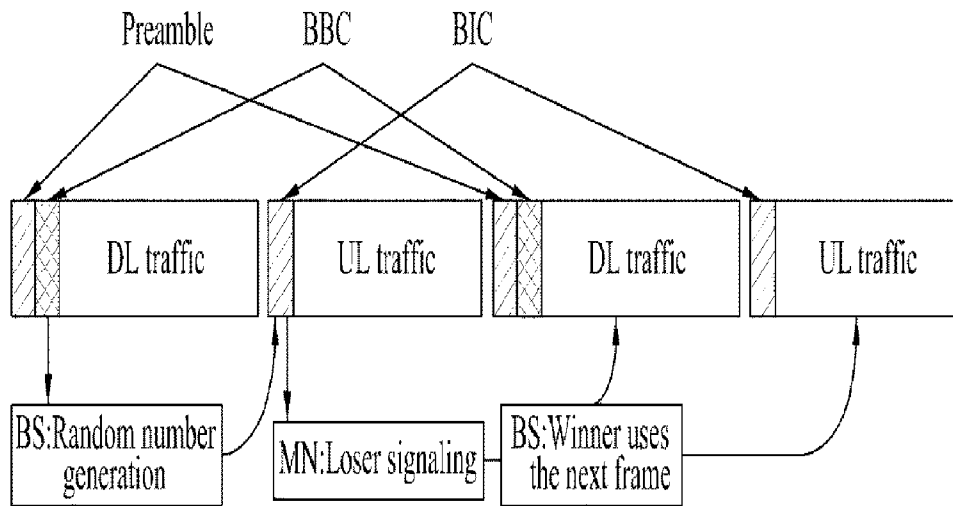 Preamble
BBC
BIC
DL traffic
UL traffic
DL traffic
UL traffic
BS:Random number
generation
MN:Loser signaling
BS:Winner uses
the next frame